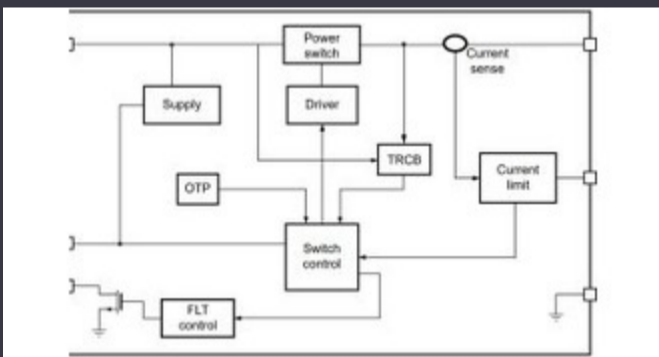 Power
switch
Current
sense
Supply
Driver
TRCB
Current
limit
OTP
Switch
control
FLT
control